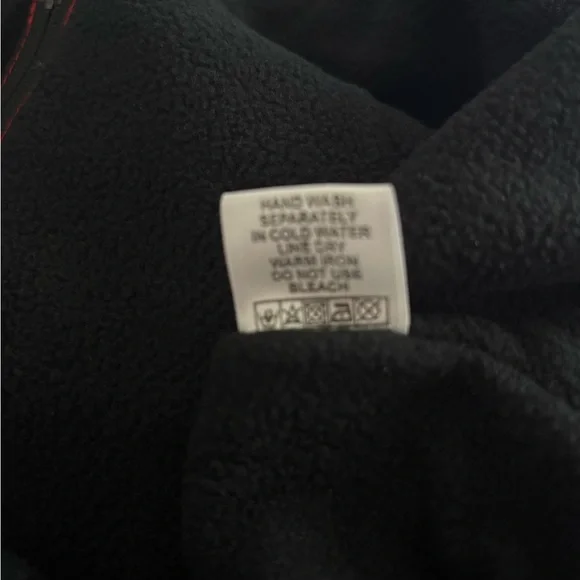 HAND WASH
SEPARATELY
IN COLD WATER
LINE DRY
WARM IRON
DO NOT USE
BLEACH